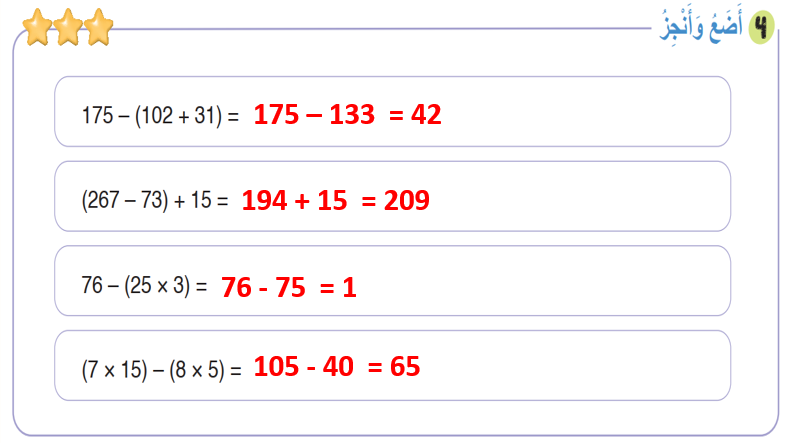 4 أَضَعُ وَأُنْجِزُ
175 – (102 + 31) = 175 – 133 = 42
(267 – 73) + 15 = 194 + 15 = 209
76 – (25 × 3) = 76 - 75 = 1
(7 × 15) – (8 × 5) = 105 - 40 = 65